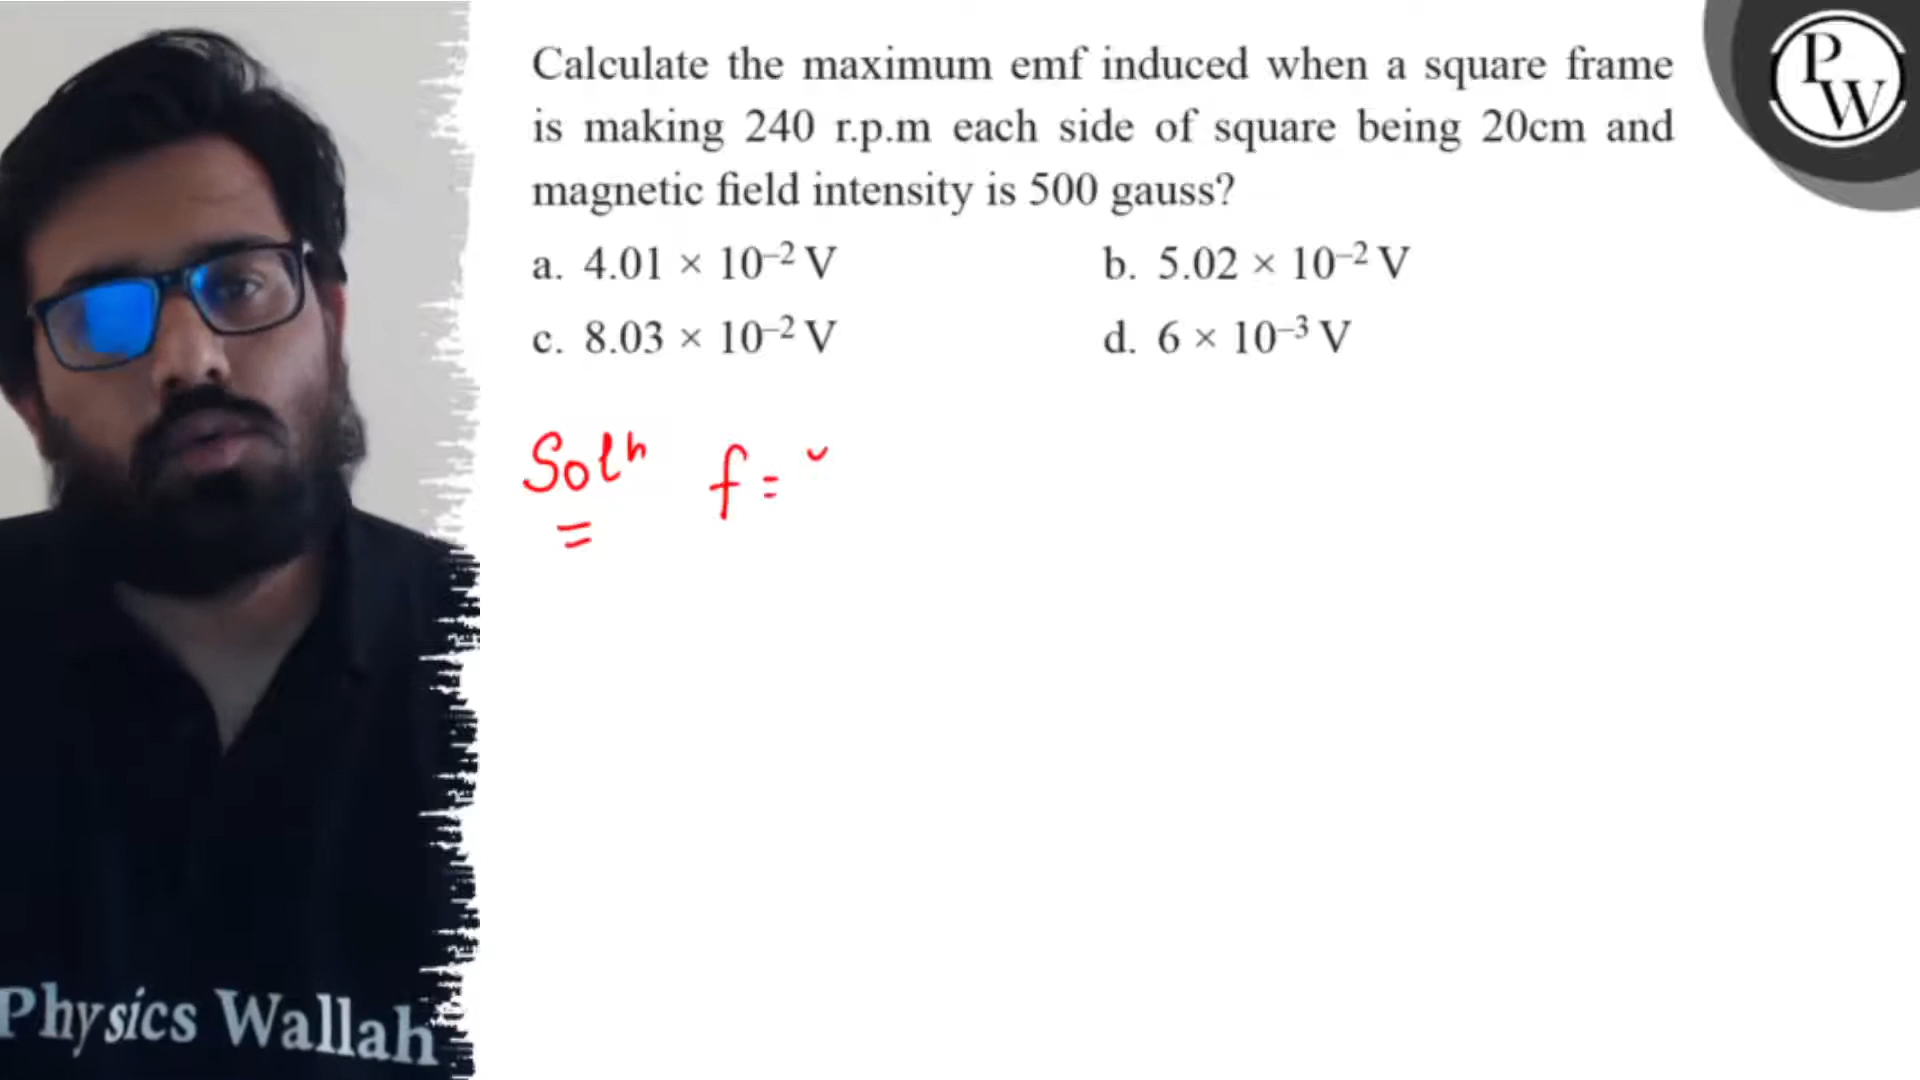 Calculate the maximum emf induced when a square frame
is making 240 r.p.m each side of square being 20cm and
magnetic field intensity is 500 gauss?
a. 4.01 × 10⁻² V
b. 5.02 × 10⁻² V
c. 8.03 × 10⁻² V
d. 6 × 10⁻³ V
Solⁿ f =
PW
Physics Wallah